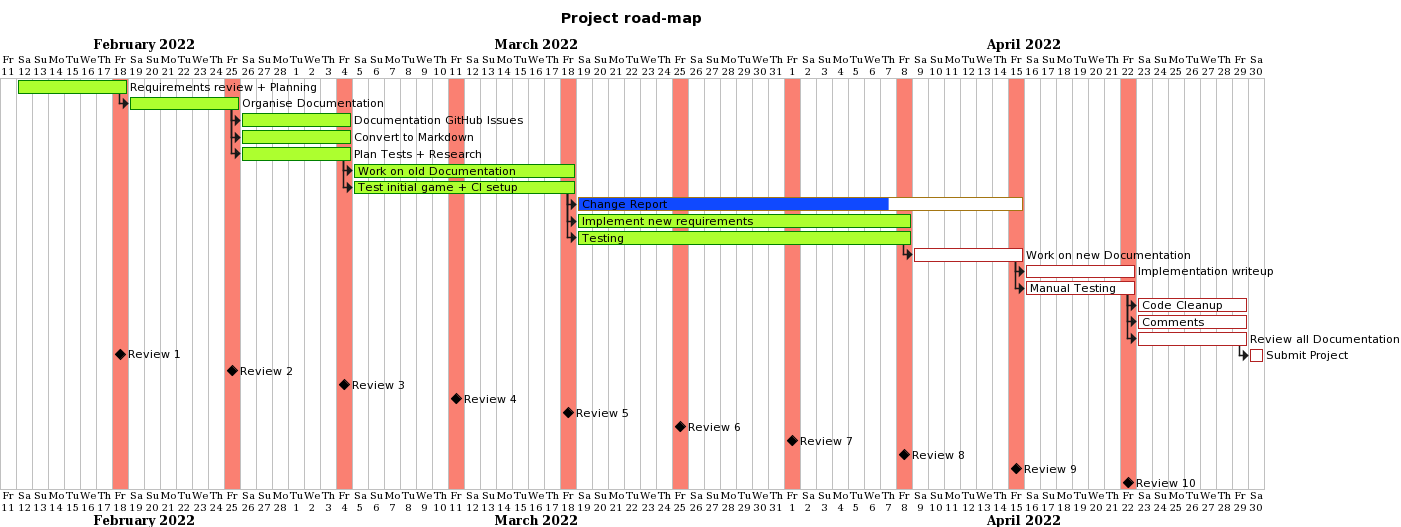 Project road-map
February 2022 March 2022 April 2022
Fr Sa Su Mo Tu We Th Fr Sa Su Mo Tu We Th Fr Sa Su Mo Tu We Th Fr Sa Su Mo Tu We Th Fr Sa Su Mo Tu We Th Fr Sa Su Mo Tu We Th Fr Sa Su Mo Tu We Th Fr Sa Su Mo Tu We Th Fr Sa Su Mo Tu We Th Fr Sa Su Mo Tu We Th Fr Sa Su Mo Tu We Th Fr Sa
11 12 13 14 15 16 17 18 19 20 21 22 23 24 25 26 27 28 1 2 3 4 5 6 7 8 9 10 11 12 13 14 15 16 17 18 19 20 21 22 23 24 25 26 27 28 29 30 31 1 2 3 4 5 6 7 8 9 10 11 12 13 14 15 16 17 18 19 20 21 22 23 24 25 26 27 28 29 30
Requirements review + Planning
Organise Documentation
Documentation GitHub Issues
Convert to Markdown
Plan Tests + Research
Work on old Documentation
Test initial game + CI setup
Change Report
Implement new requirements
Testing
Work on new Documentation
Implementation writeup
Manual Testing
Code Cleanup
Comments
Review all Documentation
Review 1
Submit Project
Review 2
Review 3
Review 4
Review 5
Review 6
Review 7
Review 8
Review 9
Review 10
Fr Sa Su Mo Tu We Th Fr Sa Su Mo Tu We Th Fr Sa Su Mo Tu We Th Fr Sa Su Mo Tu We Th Fr Sa Su Mo Tu We Th Fr Sa Su Mo Tu We Th Fr Sa Su Mo Tu We Th Fr Sa Su Mo Tu We Th Fr Sa Su Mo Tu We Th Fr Sa Su Mo Tu We Th Fr Sa Su Mo Tu We Th Fr Sa
11 12 13 14 15 16 17 18 19 20 21 22 23 24 25 26 27 28 1 2 3 4 5 6 7 8 9 10 11 12 13 14 15 16 17 18 19 20 21 22 23 24 25 26 27 28 29 30 31 1 2 3 4 5 6 7 8 9 10 11 12 13 14 15 16 17 18 19 20 21 22 23 24 25 26 27 28 29 30
February 2022 March 2022 April 2022